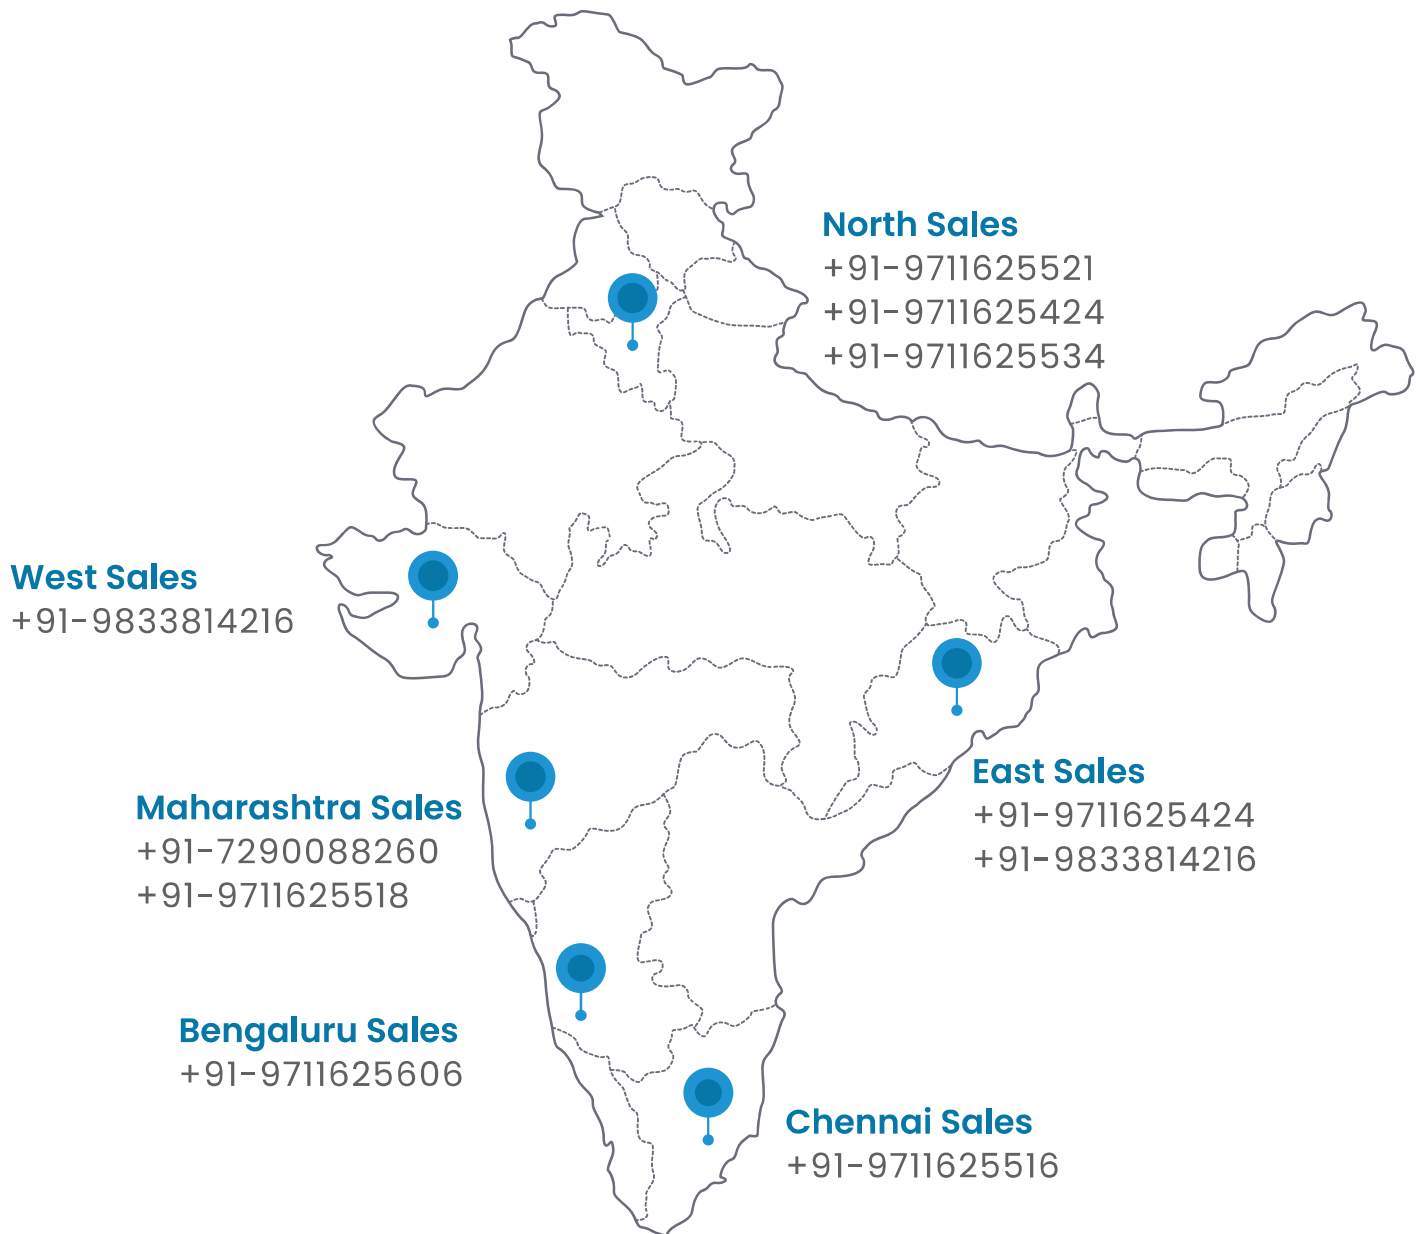 North Sales
+91-9711625521
+91-9711625424
+91-9711625534
West Sales
+91-9833814216
East Sales
+91-9711625424
+91-9833814216
Maharashtra Sales
+91-7290088260
+91-9711625518
Bengaluru Sales
+91-9711625606
Chennai Sales
+91-9711625516